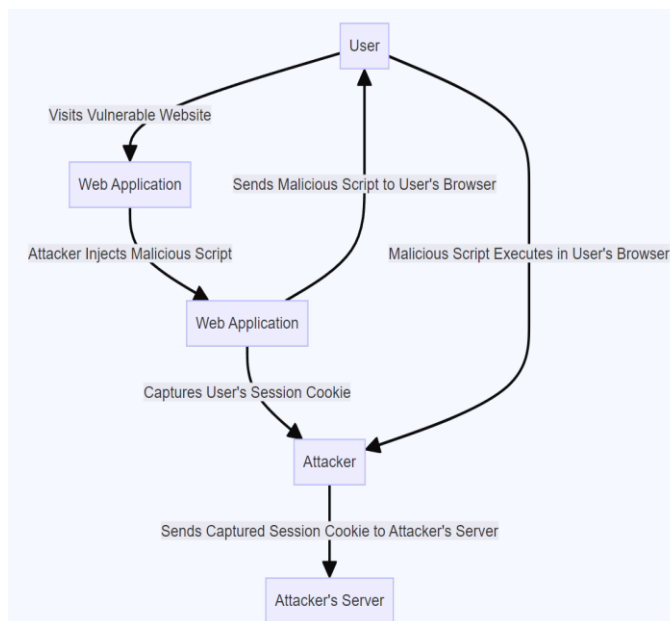 User
Visits Vulnerable Website
Web Application
Sends Malicious Script to User's Browser
Attacker Injects Malicious Script
Malicious Script Executes in User's Browser
Web Application
Captures User's Session Cookie
Attacker
Sends Captured Session Cookie to Attacker's Server
Attacker's Server